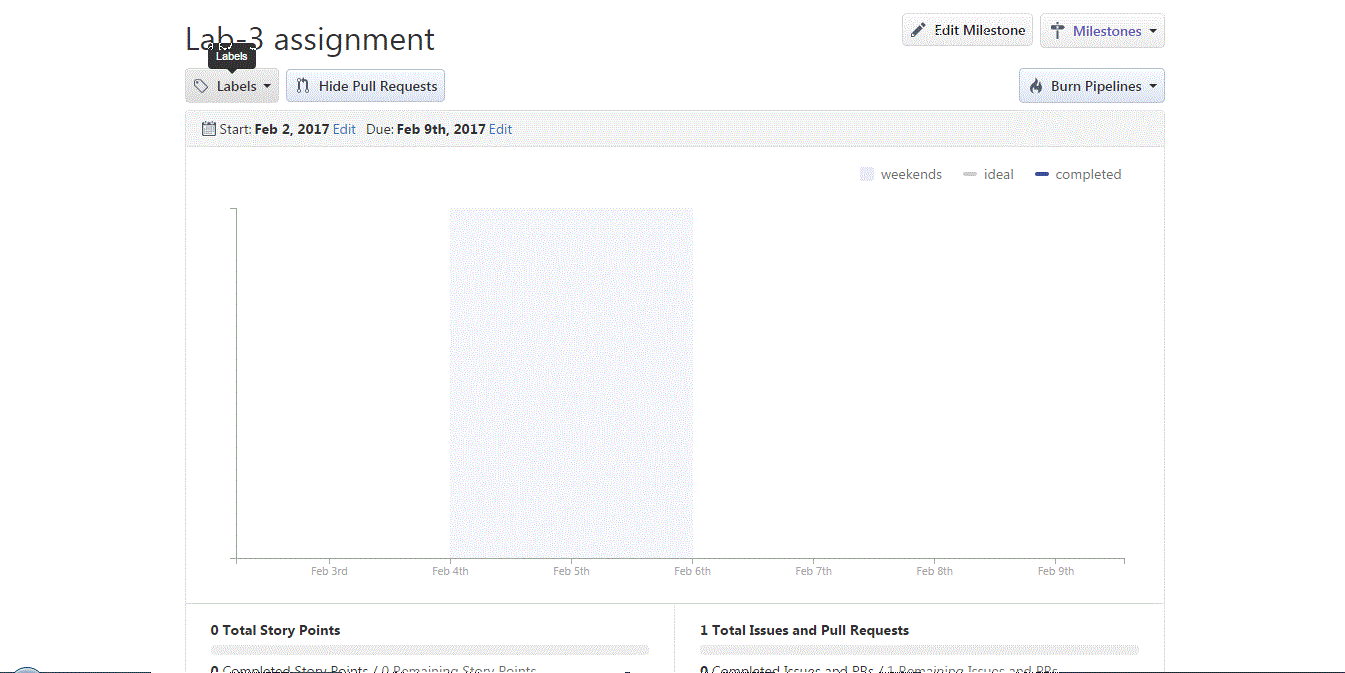 Lab-3 assignment
Edit Milestone
Milestones
Labels
Labels
Hide Pull Requests
Burn Pipelines
Start: Feb 2, 2017 Edit Due: Feb 9th, 2017 Edit
weekends ideal completed
Feb 3rd Feb 4th Feb 5th Feb 6th Feb 7th Feb 8th Feb 9th
0 Total Story Points
0 Completed Story Points / 0 Remaining Story Points
1 Total Issues and Pull Requests
0 Completed Issues and PRs / 1 Remaining Issues and PRs